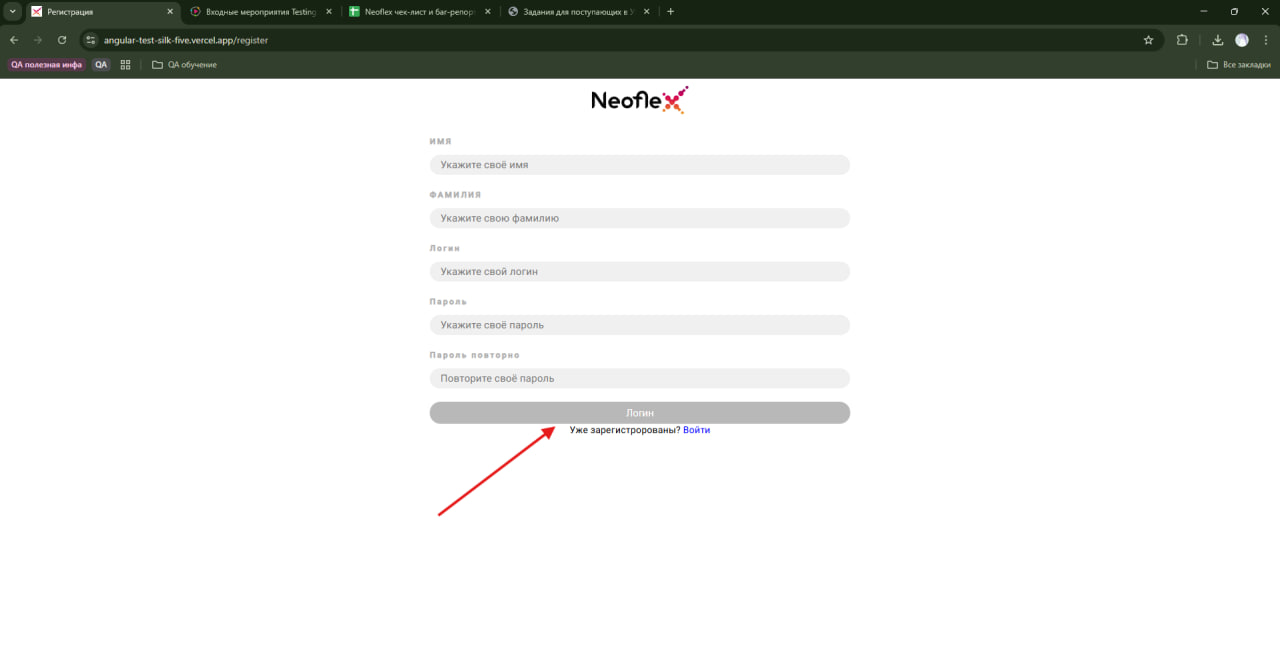 Регистрация
Входные мероприятия Testing
Neoflex чек-лист и баг-репор
Задания для поступающих в У
angular-test-silk-five.vercel.app/register
QA полезная инфа
QA
QA обучение
Все закладки
Neoflex
ИМЯ
Укажите своё имя
ФАМИЛИЯ
Укажите свою фамилию
Логин
Укажите свой логин
Пароль
Укажите своё пароль
Пароль повторно
Повторите своё пароль
Логин
Уже зарегистророваны? Войти